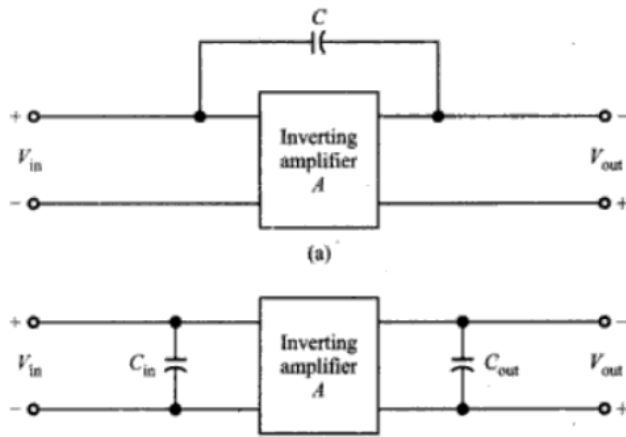 C
+ −
Inverting
V_in amplifier V_out
A
− +
(a)
+ −
Inverting
V_in C_in amplifier C_out V_out
A
− +